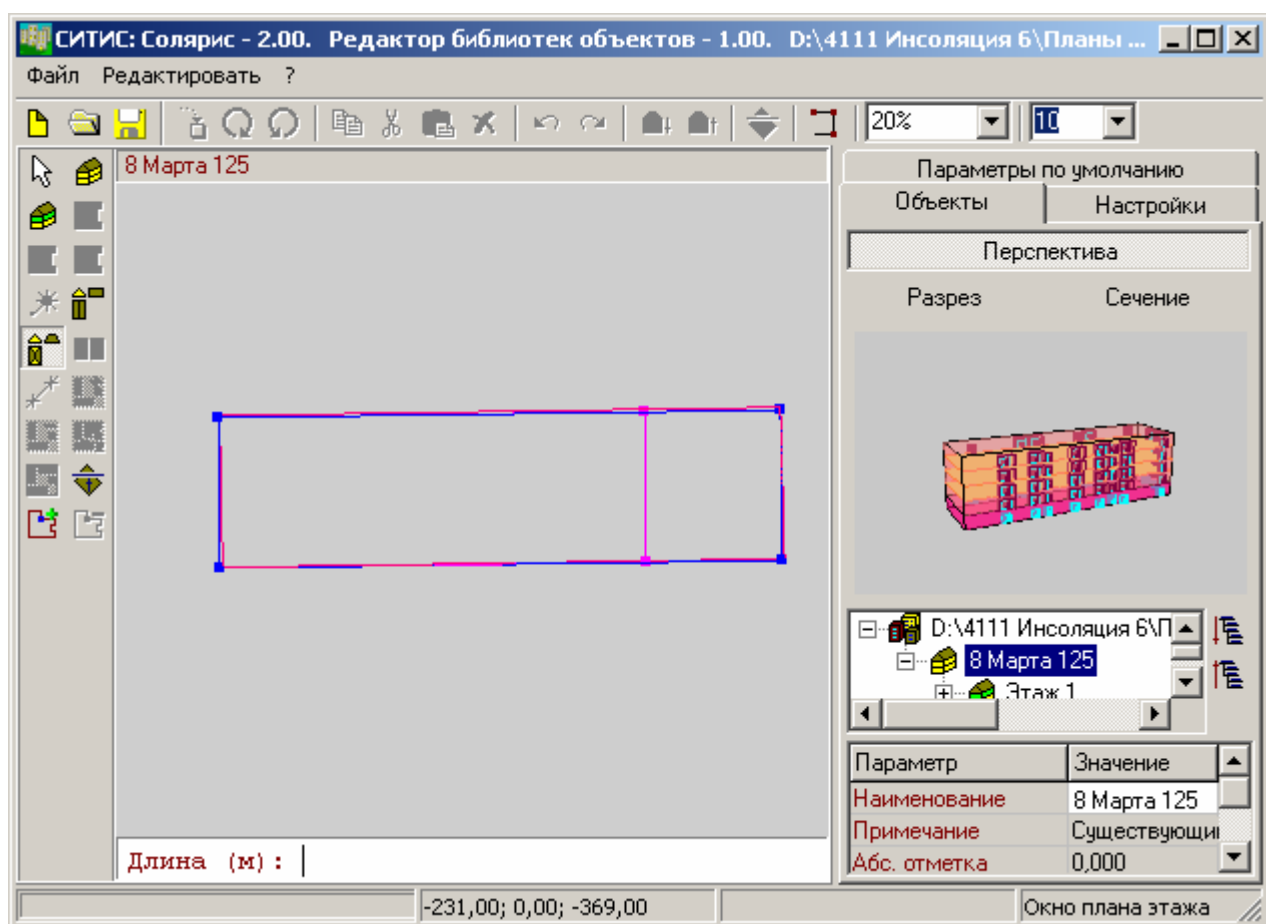 СИТИС: Солярис - 2.00. Редактор библиотек объектов - 1.00. D:\4111 Инсоляция 6\Планы ...
Файл Редактировать ?
20% 10
8 Марта 125
Параметры по умолчанию
Объекты Настройки
Перспектива
Разрез Сечение
D:\4111 Инсоляция 6\П
8 Марта 125
Этаж 1
Параметр Значение
Наименование 8 Марта 125
Примечание Существующи
Абс. отметка 0,000
Длина (м):
-231,00; 0,00; -369,00 Окно плана этажа